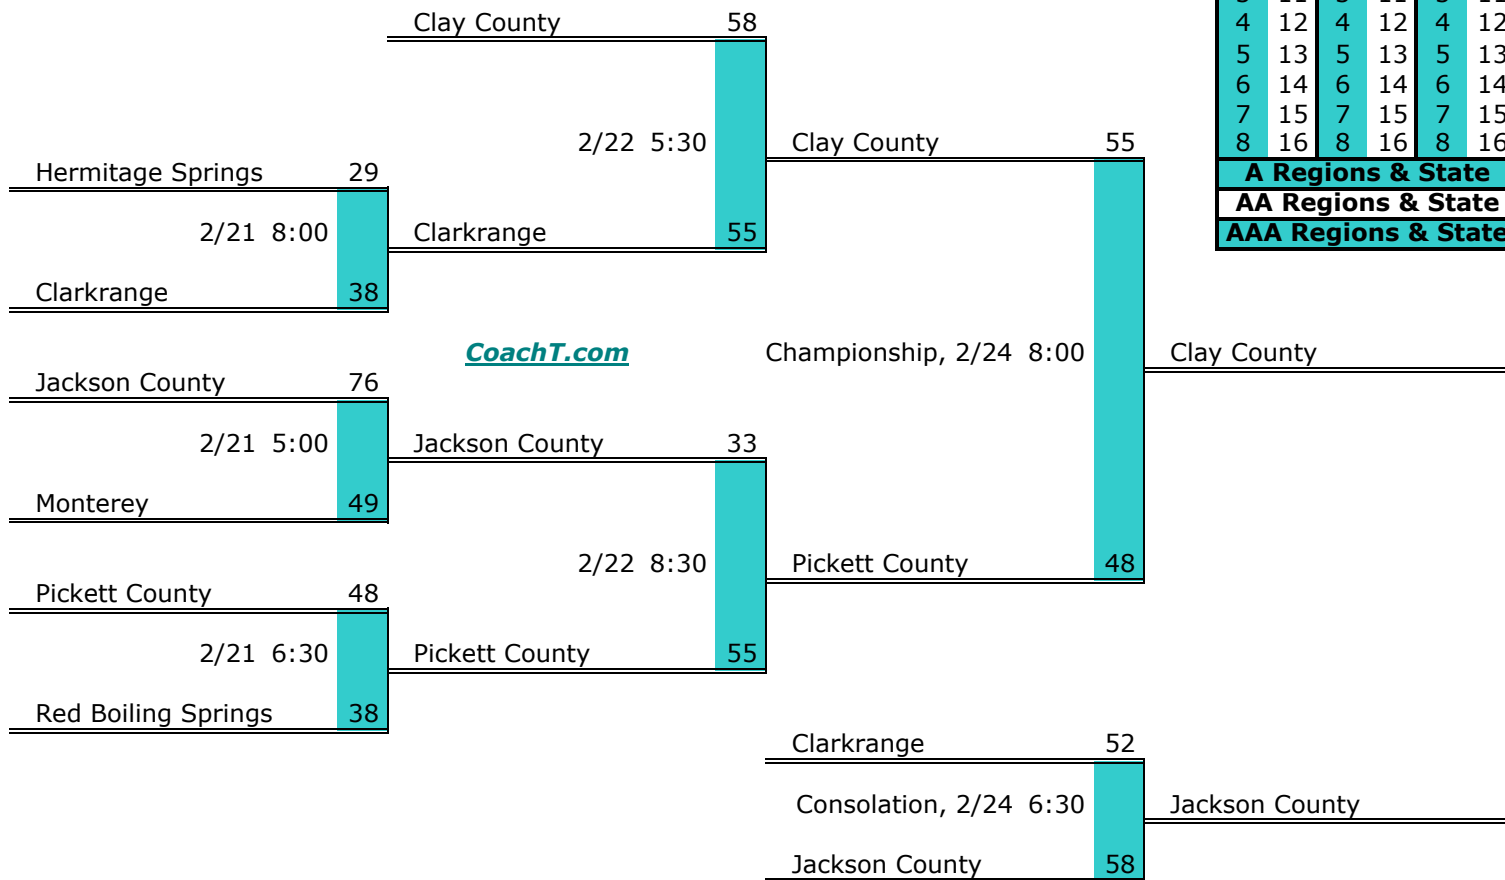 Clay County 58
4 12 4 12 4 12
5 13 5 13 5 13
6 14 6 14 6 14
7 15 7 15 7 15
2/22 5:30 Clay County 55
8 16 8 16 8 16
Hermitage Springs 29
A Regions & State
AA Regions & State
2/21 8:00 Clarkrange 55
AAA Regions & State
Clarkrange 38
CoachT.com
Championship, 2/24 8:00 Clay County
Jackson County 76
2/21 5:00 Jackson County 33
Monterey 49
2/22 8:30 Pickett County 48
Pickett County 48
2/21 6:30 Pickett County 55
Red Boiling Springs 38
Clarkrange 52
Consolation, 2/24 6:30 Jackson County
Jackson County 58